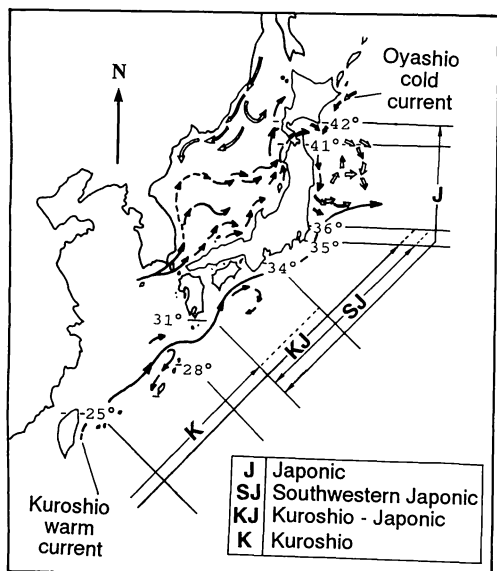 N
Oyashio
cold
current
-42°
-41°
J
-36°
35°
-34°
31°
-28°
-25°
SJ
KJ
K
Kuroshio
warm
current
J Japonic
SJ Southwestern Japonic
KJ Kuroshio - Japonic
K Kuroshio